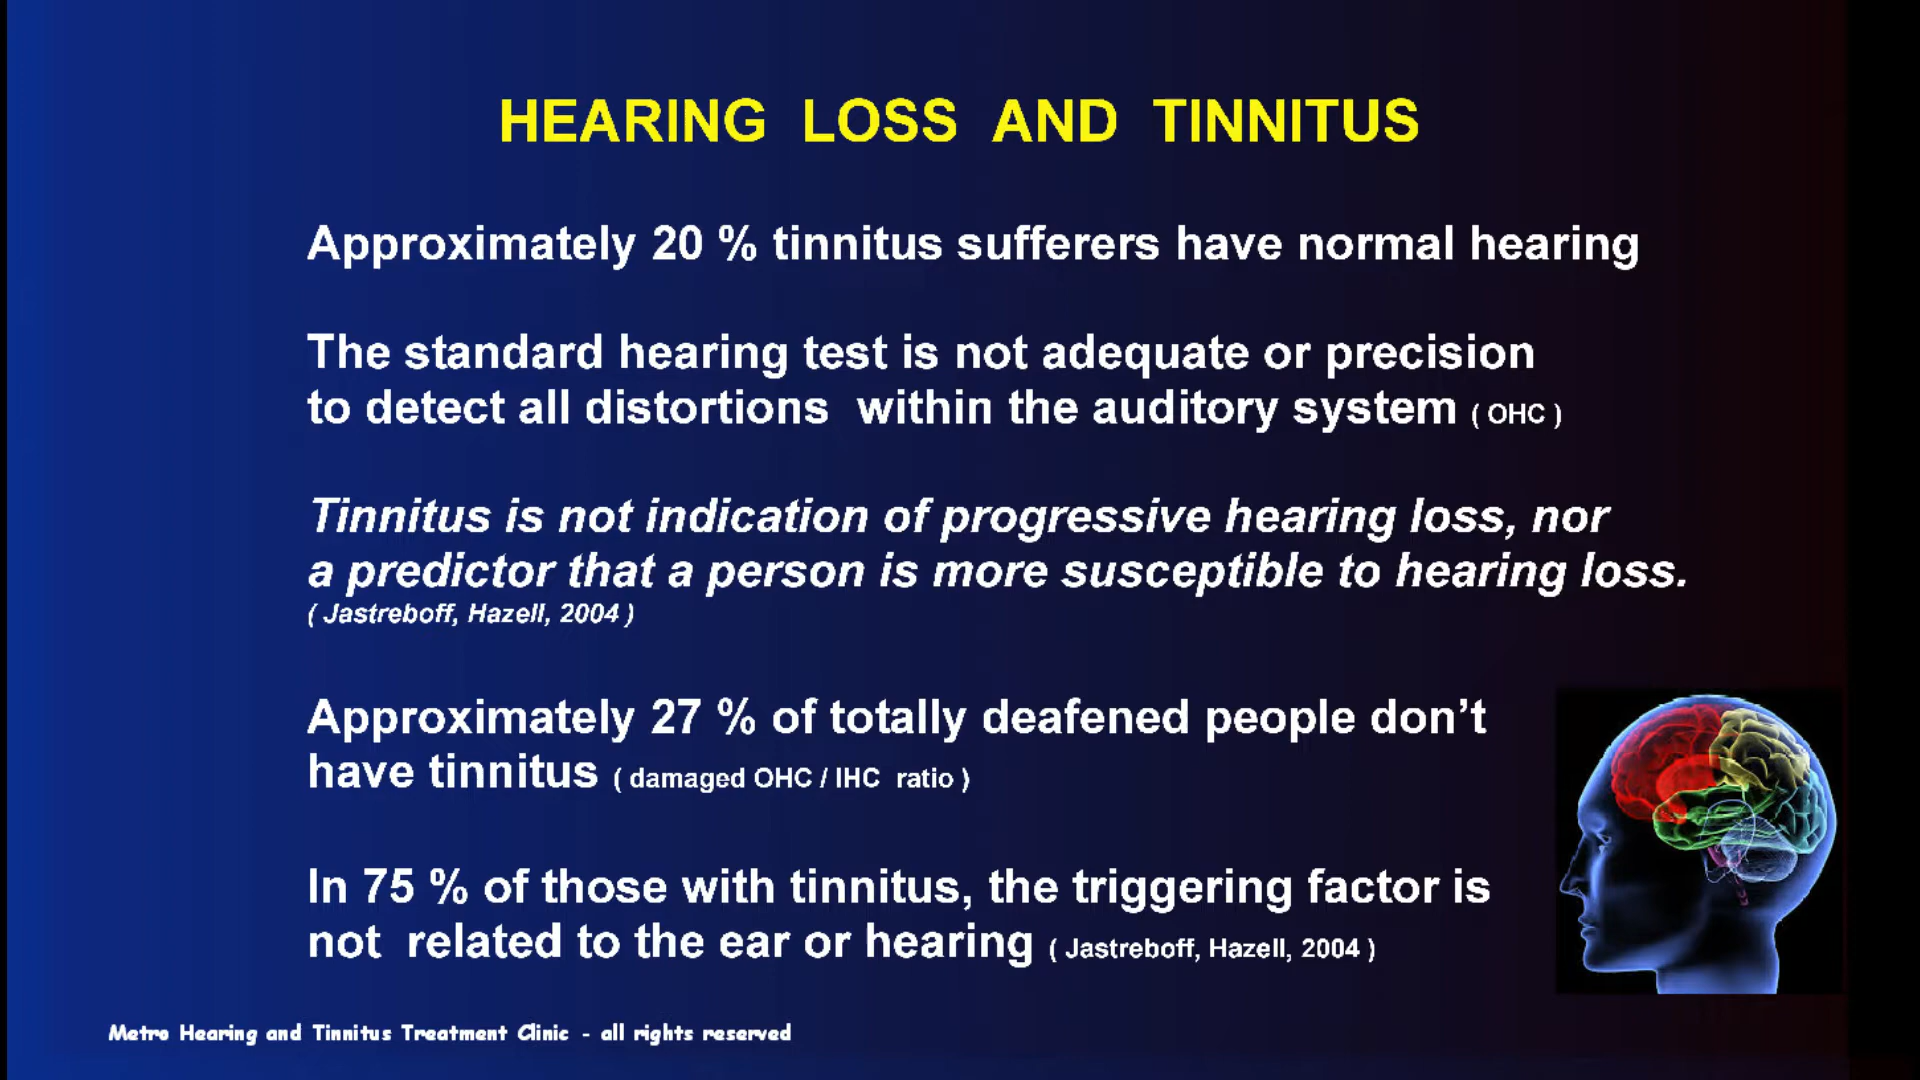 HEARING LOSS AND TINNITUS
Approximately 20 % tinnitus sufferers have normal hearing
The standard hearing test is not adequate or precision
to detect all distortions within the auditory system ( OHC )
Tinnitus is not indication of progressive hearing loss, nor
a predictor that a person is more susceptible to hearing loss.
( Jastreboff, Hazell, 2004 )
Approximately 27 % of totally deafened people don’t
have tinnitus ( damaged OHC / IHC ratio )
In 75 % of those with tinnitus, the triggering factor is
not related to the ear or hearing ( Jastreboff, Hazell, 2004 )
Metro Hearing and Tinnitus Treatment Clinic - all rights reserved